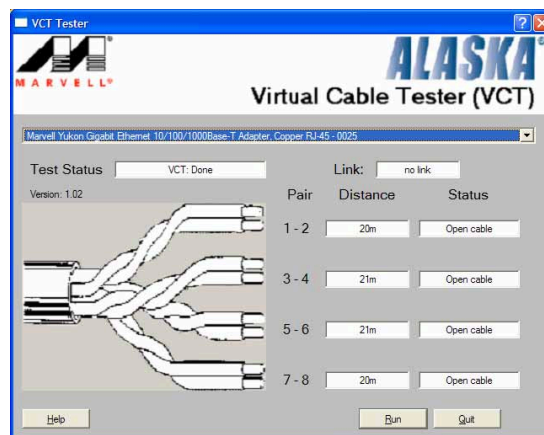 VCT Tester
MARVELL®
ALASKA®
Virtual Cable Tester (VCT)
Marvell Yukon Gigabit Ethernet 10/100/1000Base-T Adapter, Copper RJ-45 - 0025
Test Status VCT: Done Link: no link
Version: 1.02 Pair Distance Status
1 - 2 20m Open cable
3 - 4 21m Open cable
5 - 6 21m Open cable
7 - 8 20m Open cable
Help Run Quit